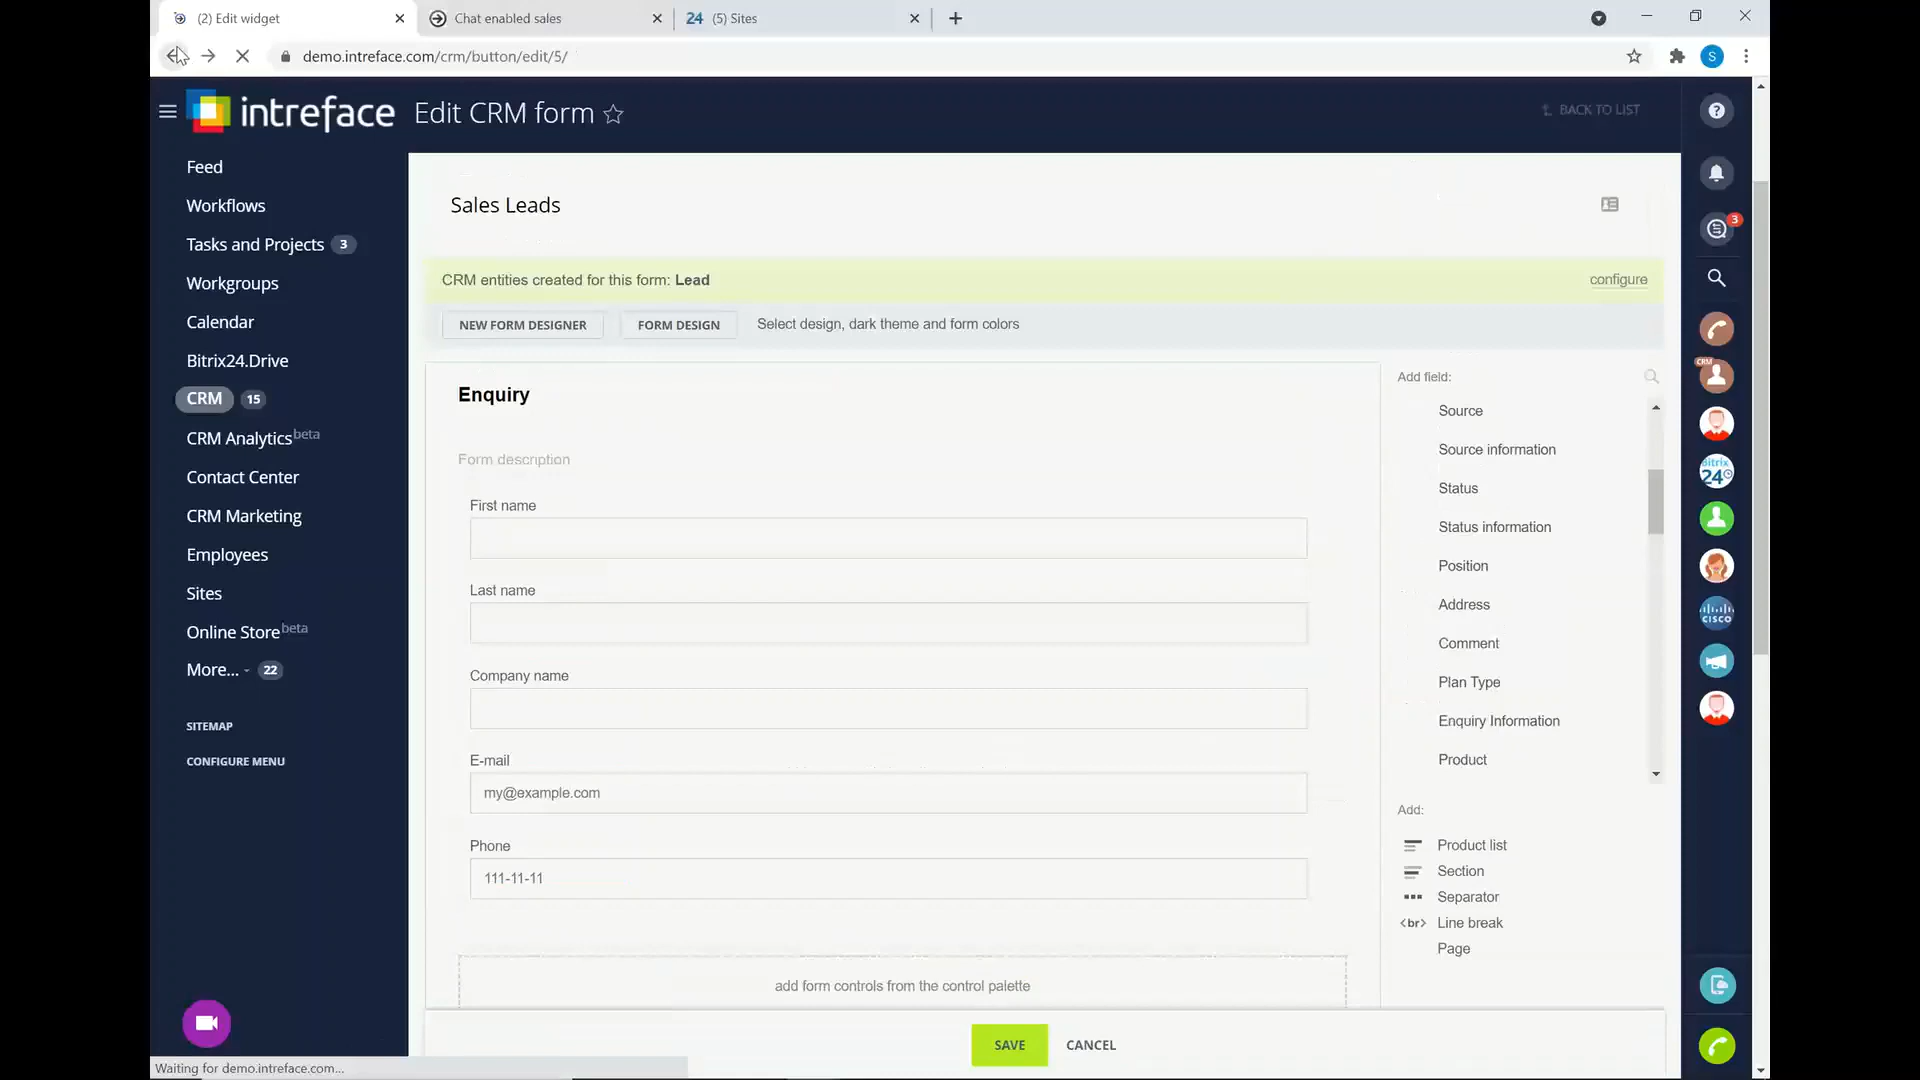 (2) Edit widget
Chat enabled sales
24 (5) Sites
demo.intreface.com/crm/button/edit/5/
S
intreface
Edit CRM form
BACK TO LIST
Feed
Workflows
Tasks and Projects 3
Workgroups
Calendar
Bitrix24.Drive
CRM 15
CRM Analytics beta
Contact Center
CRM Marketing
Employees
Sites
Online Store beta
More... 22
SITEMAP
CONFIGURE MENU
Sales Leads
CRM entities created for this form: Lead
configure
NEW FORM DESIGNER
FORM DESIGN
Select design, dark theme and form colors
Enquiry
Form description
First name
Last name
Company name
E-mail
my@example.com
Phone
111-11-11
add form controls from the control palette
Add field:
Source
Source information
Status
Status information
Position
Address
Comment
Plan Type
Enquiry Information
Product
Add:
Product list
Section
Separator
<br> Line break
Page
SAVE
CANCEL
?
3
CRM
Bitrix
24
CISCO
Waiting for demo.intreface.com...